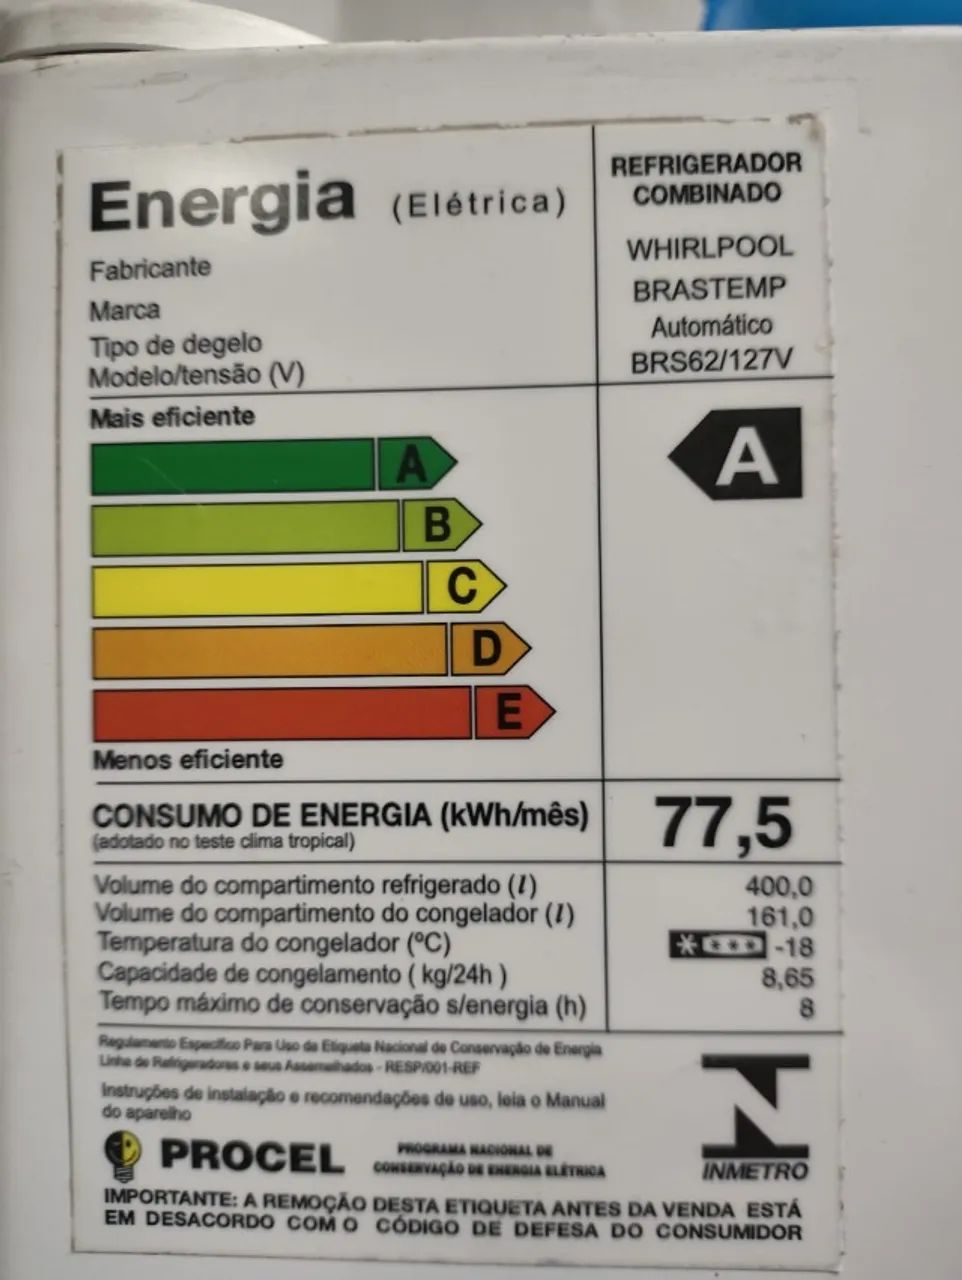 Energia (Elétrica)
REFRIGERADOR
COMBINADO
Fabricante WHIRLPOOL
Marca BRASTEMP
Tipo de degelo Automático
Modelo/tensão (V) BRS62/127V
Mais eficiente
A A
B
C
D
E
Menos eficiente
CONSUMO DE ENERGIA (kWh/mês) 77,5
(adotado no teste clima tropical)
Volume do compartimento refrigerado (l) 400,0
Volume do compartimento do congelador (l) 161,0
Temperatura do congelador (ºC) * *** -18
Capacidade de congelamento ( kg/24h ) 8,65
Tempo máximo de conservação s/energia (h) 8
Regulamento Específico Para Uso da Etiqueta Nacional de Conservação de Energia
Linha de Refrigeradores e seus Assemelhados - RESP/001-REF
Instruções de instalação e recomendações de uso, leia o Manual
do aparelho
PROCEL
PROGRAMA NACIONAL DE
CONSERVAÇÃO DE ENERGIA ELÉTRICA
INMETRO
IMPORTANTE: A REMOÇÃO DESTA ETIQUETA ANTES DA VENDA ESTÁ
EM DESACORDO COM O CÓDIGO DE DEFESA DO CONSUMIDOR